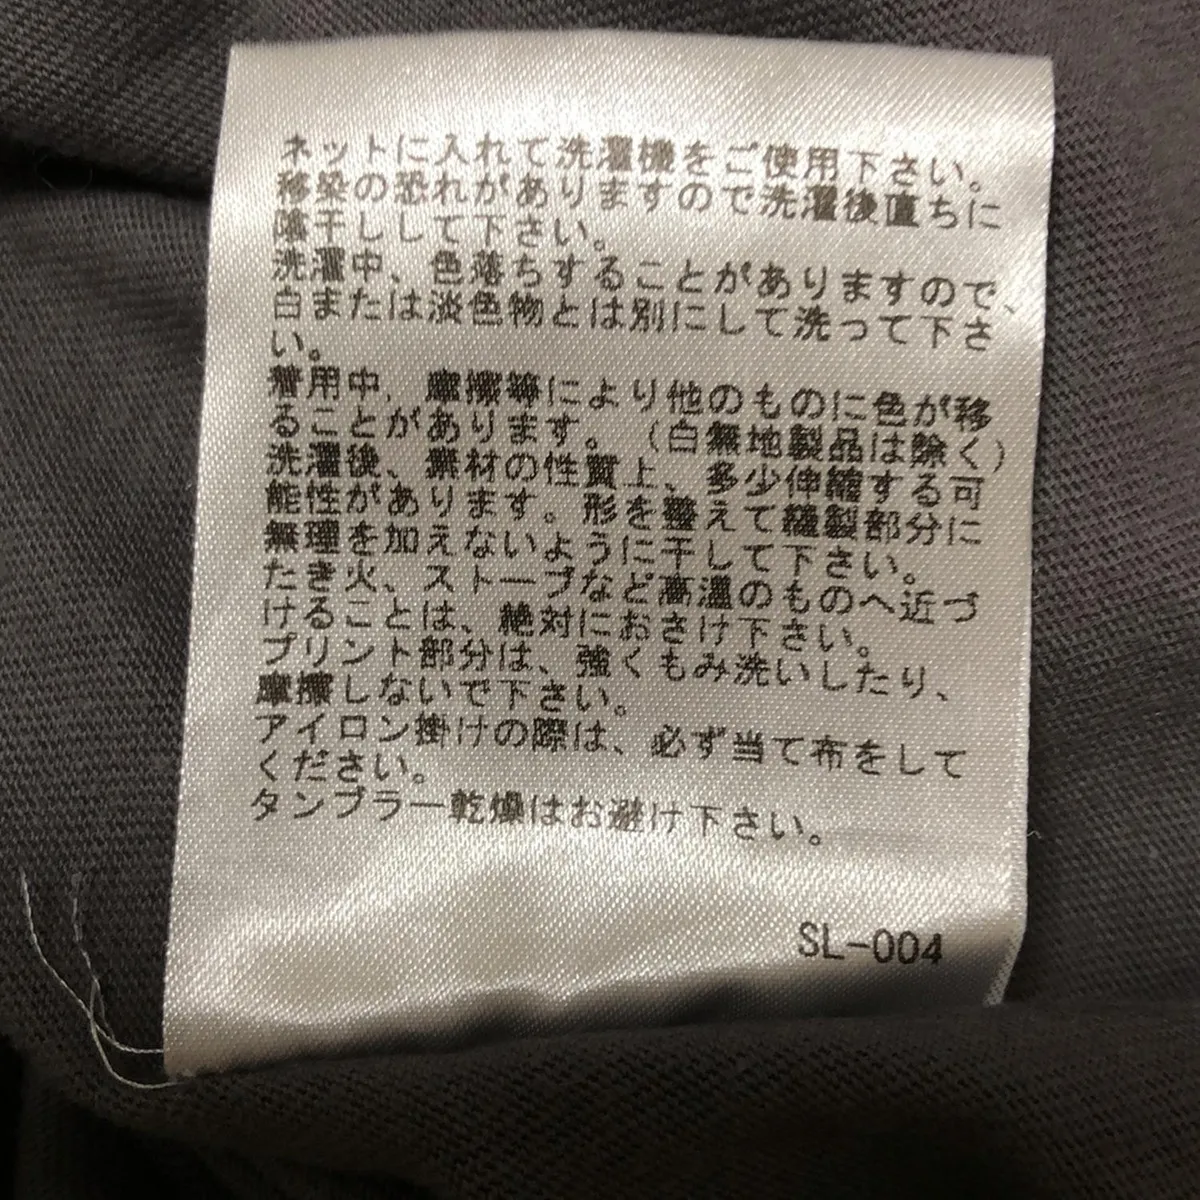 ネットに入れて洗濯機をご使用下さい。
移染の恐れがありますので洗濯後直ちに
陰干しして下さい。
洗濯中、色落ちすることがありますので、
白または淡色物とは別にして洗って下さ
い。
着用中、摩擦等により他のものに色が移
ることがあります。（白無地製品は除く）
洗濯後、素材の性質上、多少伸縮する可
能性があります。形を整えて縫製部分に
無理を加えないように干して下さい。
たき火、ストーブなど高温のものへ近づ
けることは、絶対におさけ下さい。
プリント部分は、強くもみ洗いしたり、
摩擦しないで下さい。
アイロン掛けの際は、必ず当て布をして
ください。
タンブラー乾燥はお避け下さい。
SL-004